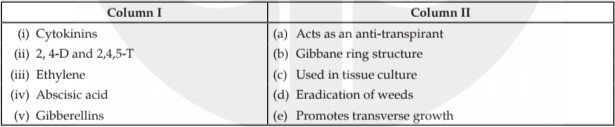 Column I Column II
(i) Cytokinins (a) Acts as an anti-transpirant
(ii) 2, 4-D and 2,4,5-T (b) Gibbane ring structure
(iii) Ethylene (c) Used in tissue culture
(iv) Abscisic acid (d) Eradication of weeds
(v) Gibberellins (e) Promotes transverse growth